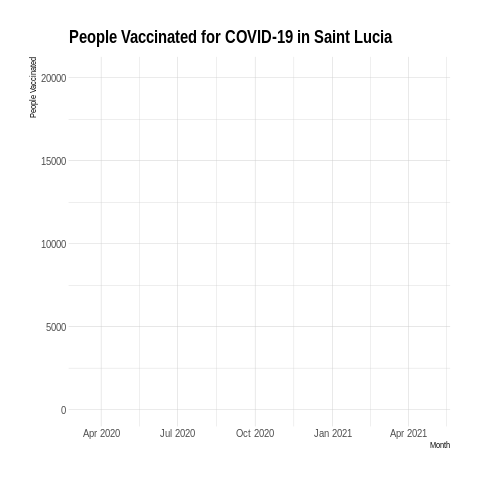 People Vaccinated for COVID-19 in Saint Lucia
People Vaccinated
20000
15000
10000
5000
0
Apr 2020 Jul 2020 Oct 2020 Jan 2021 Apr 2021
Month